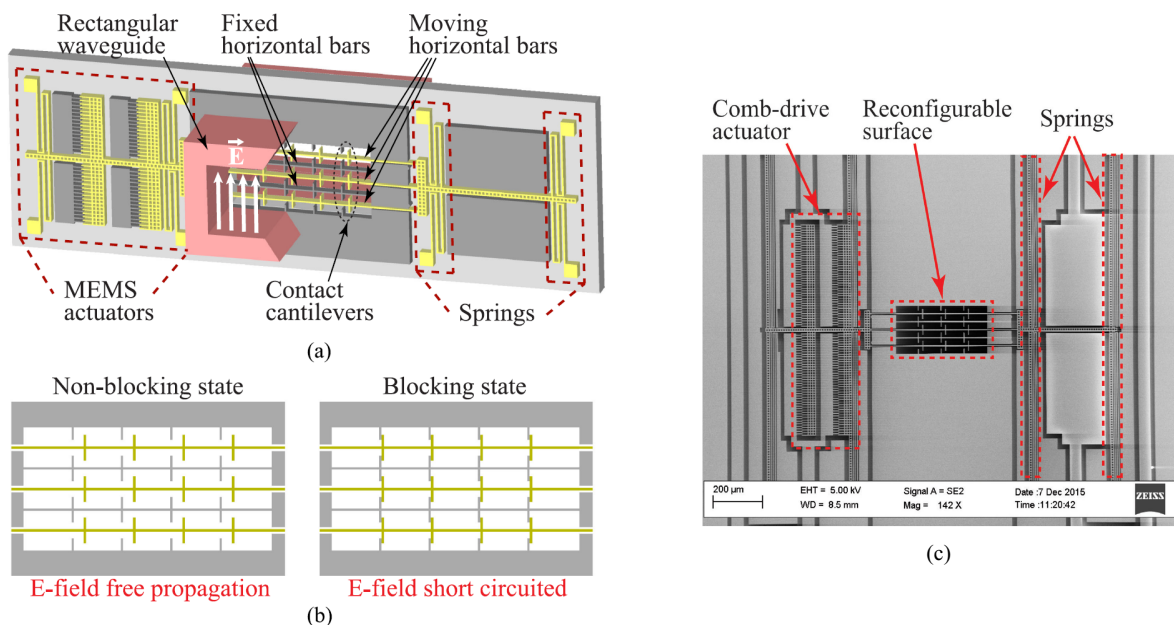 Rectangular
waveguide
Fixed
horizontal bars
Moving
horizontal bars
E
MEMS
actuators
Contact
cantilevers
Springs
(a)
Non-blocking state
Blocking state
E-field free propagation
E-field short circuited
(b)
Comb-drive
actuator
Reconfigurable
surface
Springs
200 μm
EHT = 5.00 kV
WD = 8.5 mm
Signal A = SE2
Mag = 142 X
Date :7 Dec 2015
Time :11:20:42
ZEISS
(c)